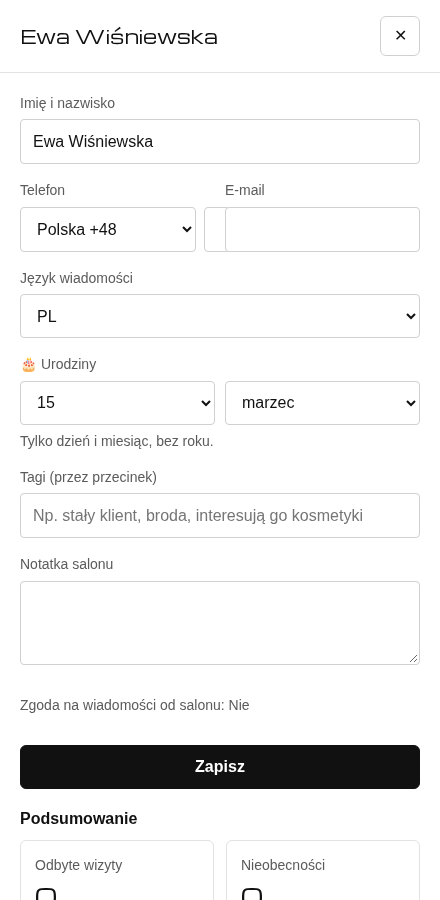 Ewa Wiśniewska
✕
Imię i nazwisko
Ewa Wiśniewska
Telefon
E-mail
Polska +48
Język wiadomości
PL
🎂 Urodziny
15
marzec
Tylko dzień i miesiąc, bez roku.
Tagi (przez przecinek)
Np. stały klient, broda, interesują go kosmetyki
Notatka salonu
Zgoda na wiadomości od salonu: Nie
Zapisz
Podsumowanie
Odbyte wizyty
Nieobecności